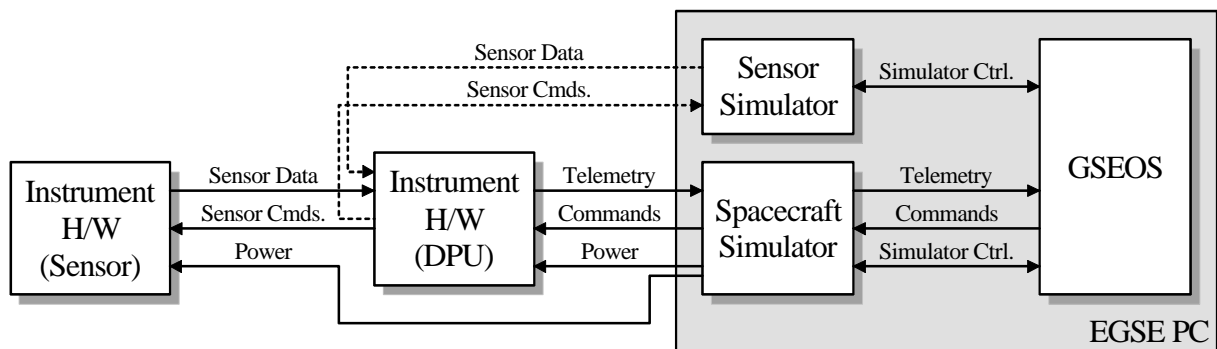 Sensor Data
Sensor Cmds.
Sensor
Simulator
Simulator Ctrl.
GSEOS
Instrument
H/W
(Sensor)
Sensor Data
Sensor Cmds.
Power
Instrument
H/W
(DPU)
Telemetry
Commands
Power
Spacecraft
Simulator
Telemetry
Commands
Simulator Ctrl.
EGSE PC